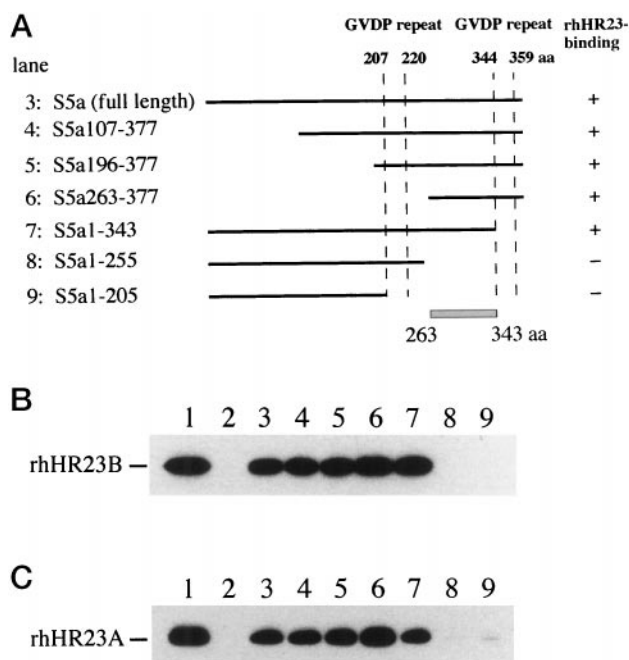 A
GVDP repeat GVDP repeat rhHR23-
binding
lane 207 220 344 359 aa
3: S5a (full length) +
4: S5a107-377 +
5: S5a196-377 +
6: S5a263-377 +
7: S5a1-343 +
8: S5a1-255 −
9: S5a1-205 −
263 343 aa
B
1 2 3 4 5 6 7 8 9
rhHR23B
C
1 2 3 4 5 6 7 8 9
rhHR23A